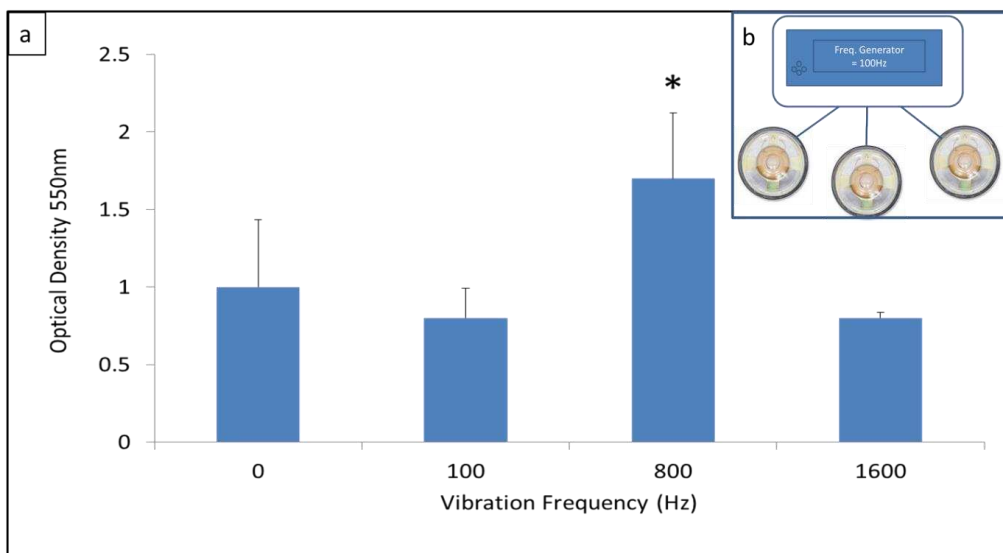 a
2.5
2
1.5
1
0.5
0
Optical Density 550nm
*
0 100 800 1600
Vibration Frequency (Hz)
b
Freq. Generator
= 100Hz